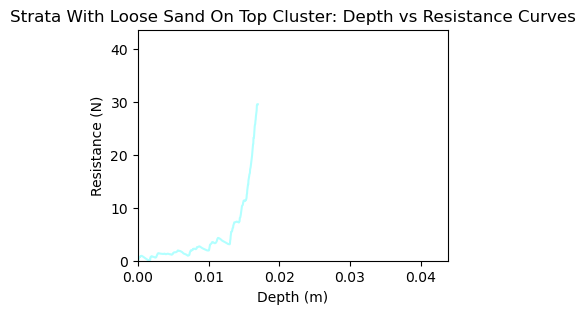 Strata With Loose Sand On Top Cluster: Depth vs Resistance Curves
40
30
20
10
0
Resistance (N)
0.00 0.01 0.02 0.03 0.04
Depth (m)